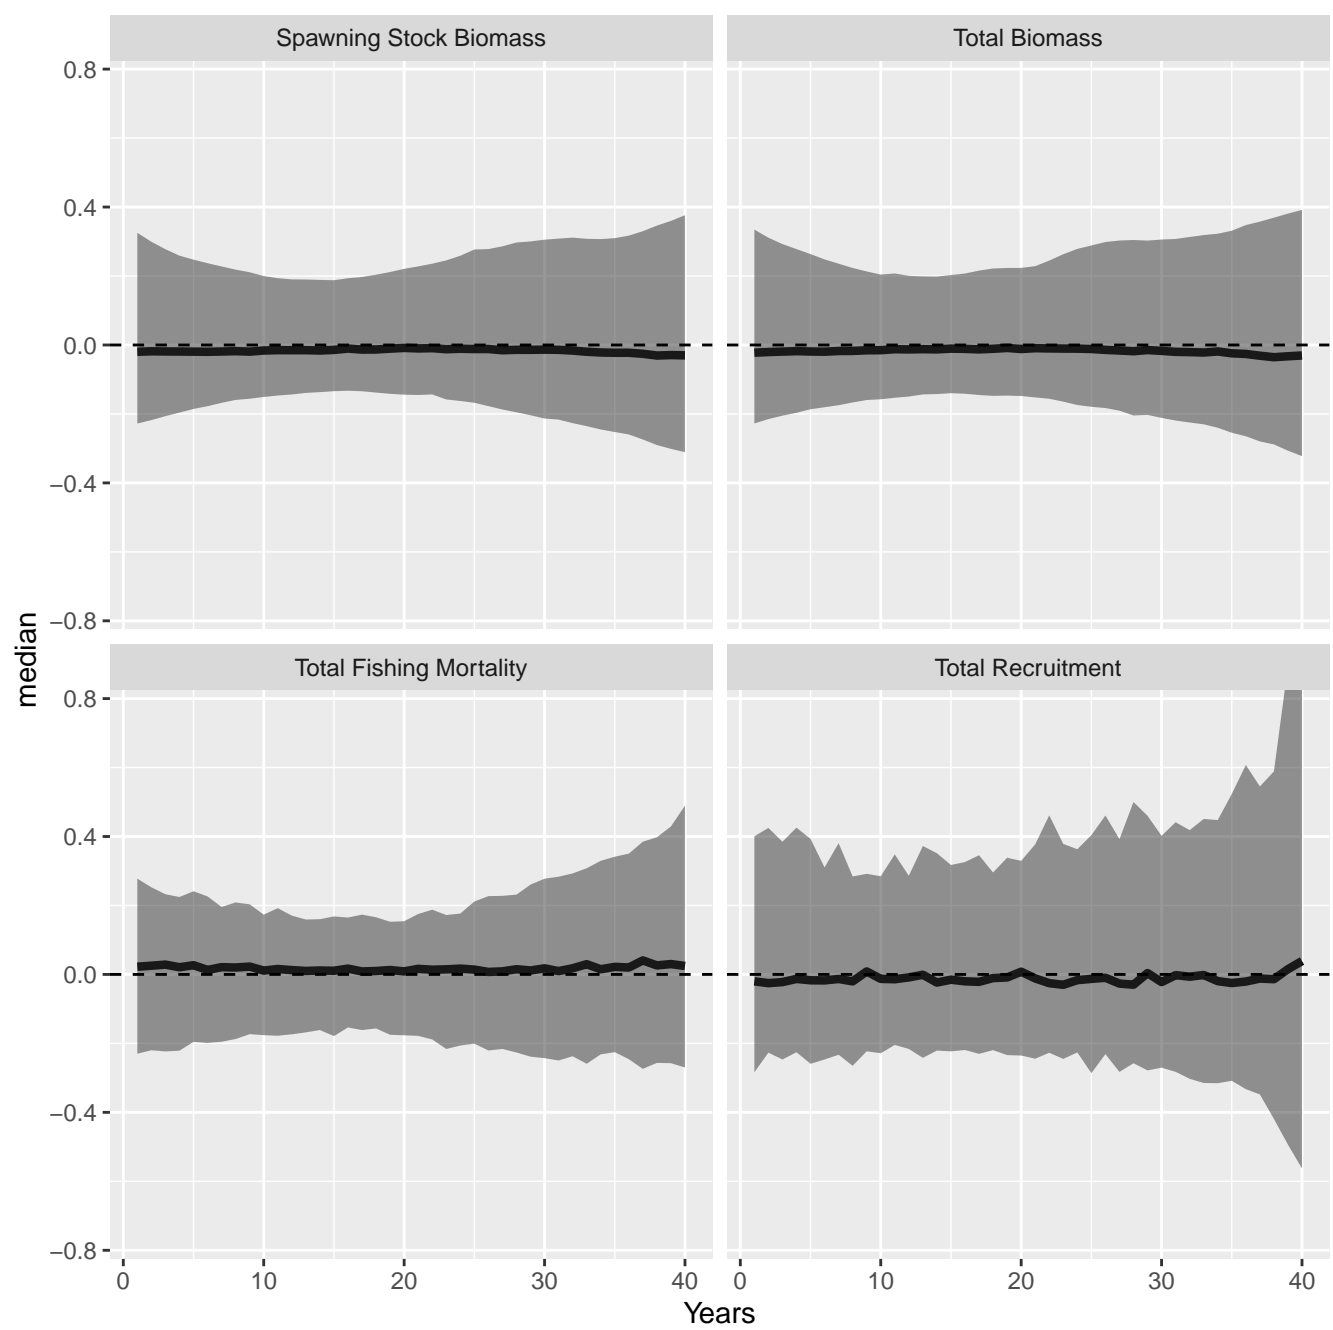 Spawning Stock Biomass
Total Biomass
0.8
0.4
0.0
−0.4
−0.8
median
Total Fishing Mortality
Total Recruitment
0.8
0.4
0.0
−0.4
−0.8
0 10 20 30 40
0 10 20 30 40
Years